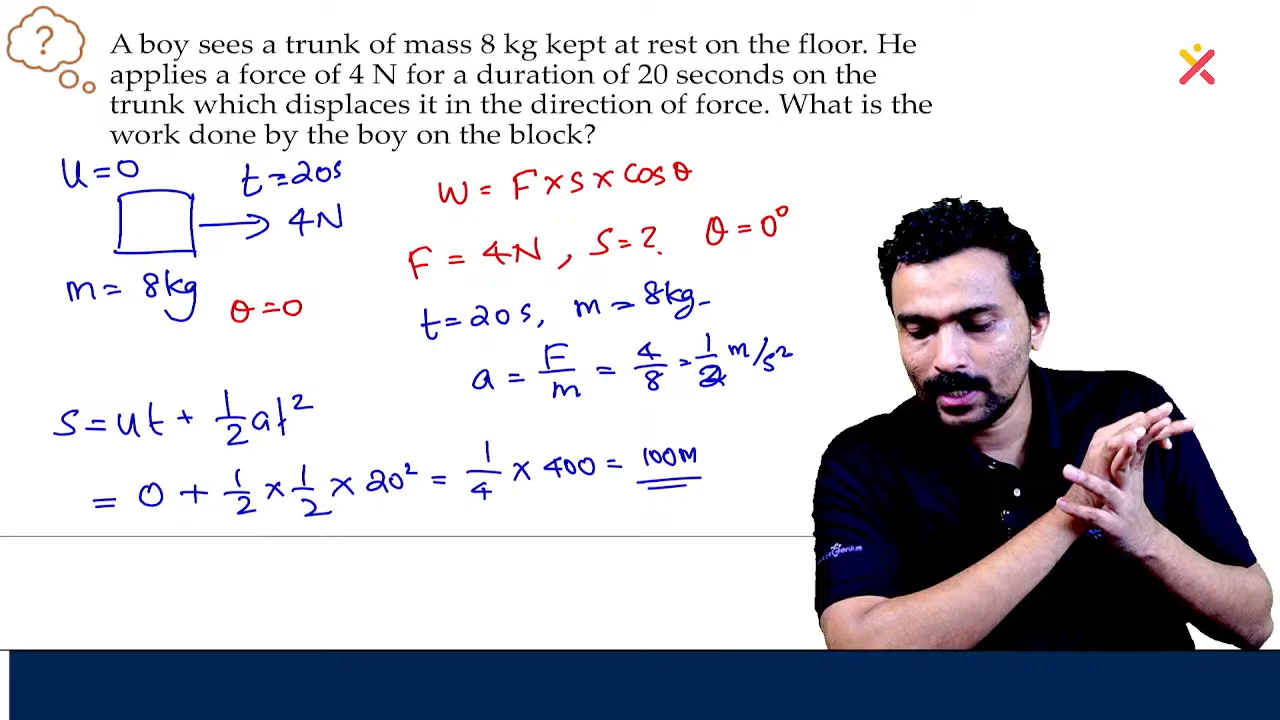 ?
A boy sees a trunk of mass 8 kg kept at rest on the floor. He
applies a force of 4 N for a duration of 20 seconds on the
trunk which displaces it in the direction of force. What is the
work done by the boy on the block?
u = 0
t = 20s
4N
m = 8kg
θ = 0
W = F × s × cos θ
F = 4N , S = ? θ = 0°
t = 20s, m = 8kg
a = F/m = 4/8 = 1/2 m/s²
S = ut + 1/2 at²
= 0 + 1/2 × 1/2 × 20² = 1/4 × 400 = 100m